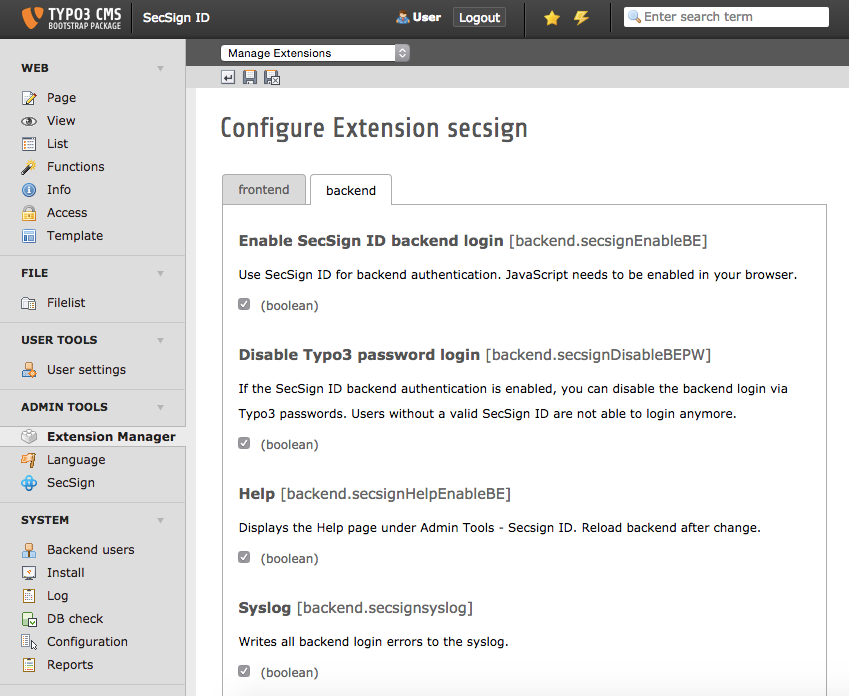 TYPO3 CMS
BOOTSTRAP PACKAGE
SecSign ID
User
Logout
Enter search term
Manage Extensions
WEB
Page
View
List
Functions
Info
Access
Template
FILE
Filelist
USER TOOLS
User settings
ADMIN TOOLS
Extension Manager
Language
SecSign
SYSTEM
Backend users
Install
Log
DB check
Configuration
Reports
Configure Extension secsign
frontend
backend
Enable SecSign ID backend login [backend.secsignEnableBE]
Use SecSign ID for backend authentication. JavaScript needs to be enabled in your browser.
(boolean)
Disable Typo3 password login [backend.secsignDisableBEPW]
If the SecSign ID backend authentication is enabled, you can disable the backend login via
Typo3 passwords. Users without a valid SecSign ID are not able to login anymore.
(boolean)
Help [backend.secsignHelpEnableBE]
Displays the Help page under Admin Tools - Secsign ID. Reload backend after change.
(boolean)
Syslog [backend.secsignsyslog]
Writes all backend login errors to the syslog.
(boolean)